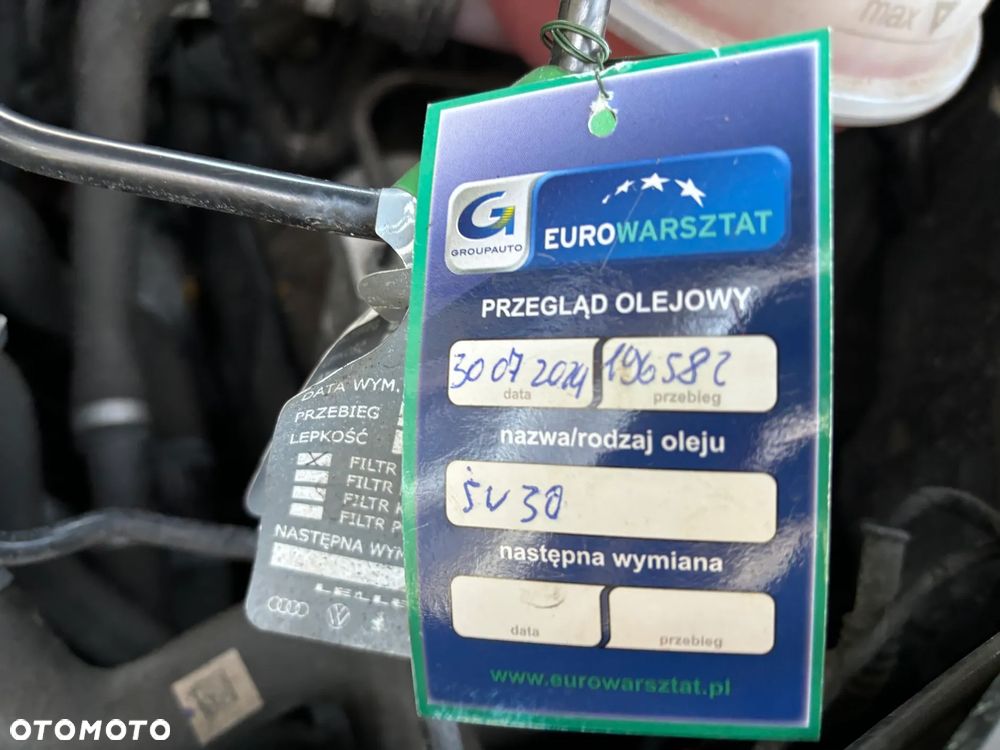 max
G
GROUPAUTO
EUROWARSZTAT
PRZEGLĄD OLEJOWY
30 07 2024 196582
data przebieg
nazwa/rodzaj oleju
5W30
następna wymiana
data przebieg
www.eurowarsztat.pl
DATA WYM.
PRZEBIEG
LEPKOŚĆ
FILTR
FILTR
FILTR K
FILTR P
NASTĘPNA WYM
OTOMOTO